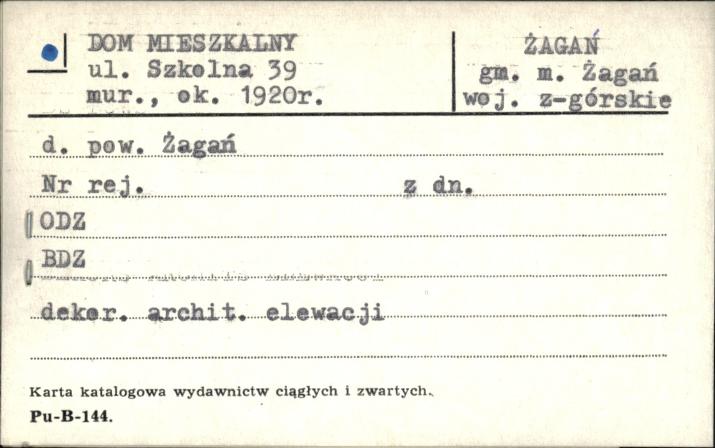 DOM MIESZKALNY
ul. Szkolna 39
mur., ok. 1920r.
ŻAGAŃ
gm. m. Żagań
woj. z-górskie
d. pow. Żagań
Nr rej. z dn.
ODZ
BDZ
dekor. archit. elewacji
Karta katalogowa wydawnictw ciągłych i zwartych.
Pu-B-144.